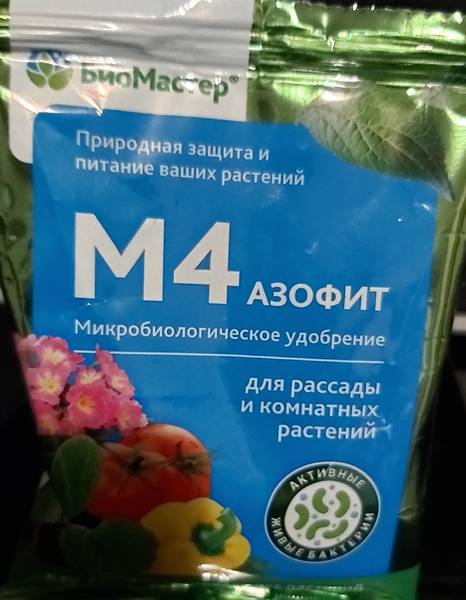 БиоМастер®
Природная защита и
питание ваших растений
М4 АЗОФИТ
Микробиологическое удобрение
для рассады
и комнатных
растений
АКТИВНЫЕ
ЖИВЫЕ БАКТЕРИИ